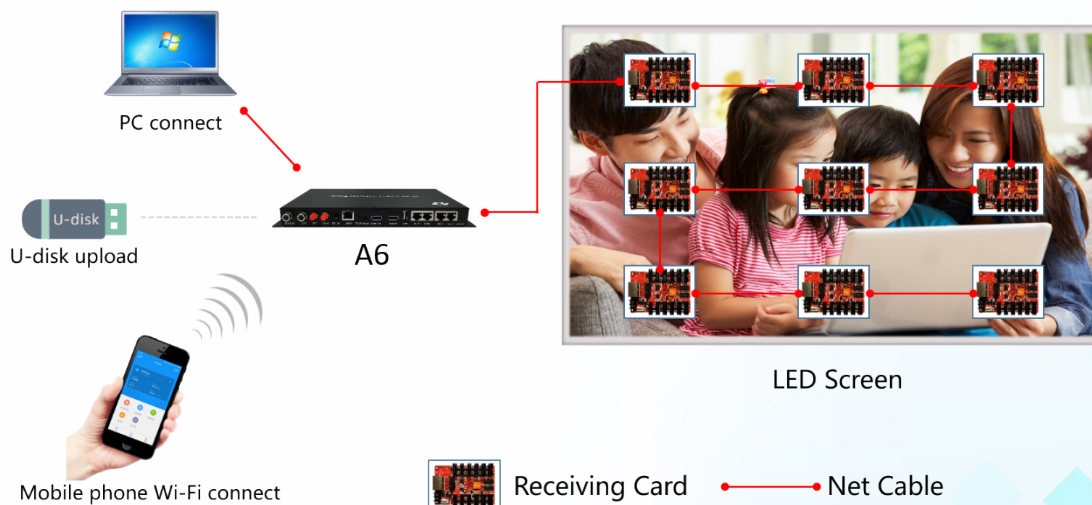 PC connect
U-disk
U-disk upload
A6
LED Screen
Mobile phone Wi-Fi connect
Receiving Card
Net Cable